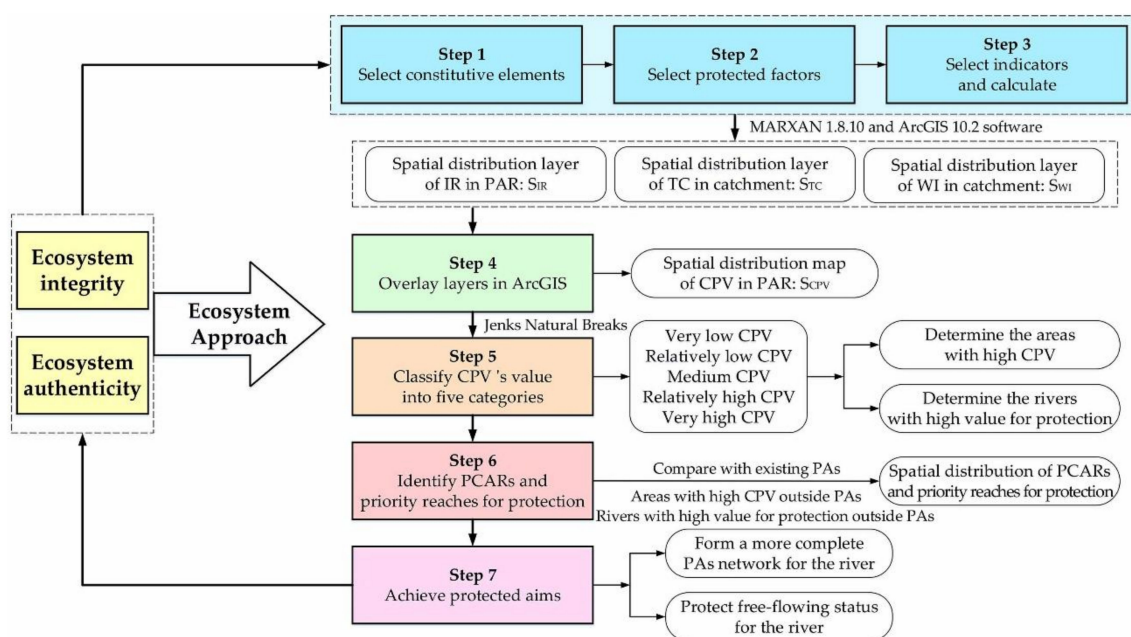 Step 1
Select constitutive elements
Step 2
Select protected factors
Step 3
Select indicators
and calculate
MARXAN 1.8.10 and ArcGIS 10.2 software
Spatial distribution layer
of IR in PAR: SIR
Spatial distribution layer
of TC in catchment: STC
Spatial distribution layer
of WI in catchment: SWI
Ecosystem
integrity
Ecosystem
authenticity
Ecosystem
Approach
Step 4
Overlay layers in ArcGIS
Spatial distribution map
of CPV in PAR: SCPV
Jenks Natural Breaks
Step 5
Classify CPV 's value
into five categories
Very low CPV
Relatively low CPV
Medium CPV
Relatively high CPV
Very high CPV
Determine the areas
with high CPV
Determine the rivers
with high value for protection
Step 6
Identify PCARs and
priority reaches for protection
Compare with existing PAs
Areas with high CPV outside PAs
Rivers with high value for protection outside PAs
Spatial distribution of PCARs
and priority reaches for protection
Step 7
Achieve protected aims
Form a more complete
PAs network for the river
Protect free-flowing status
for the river